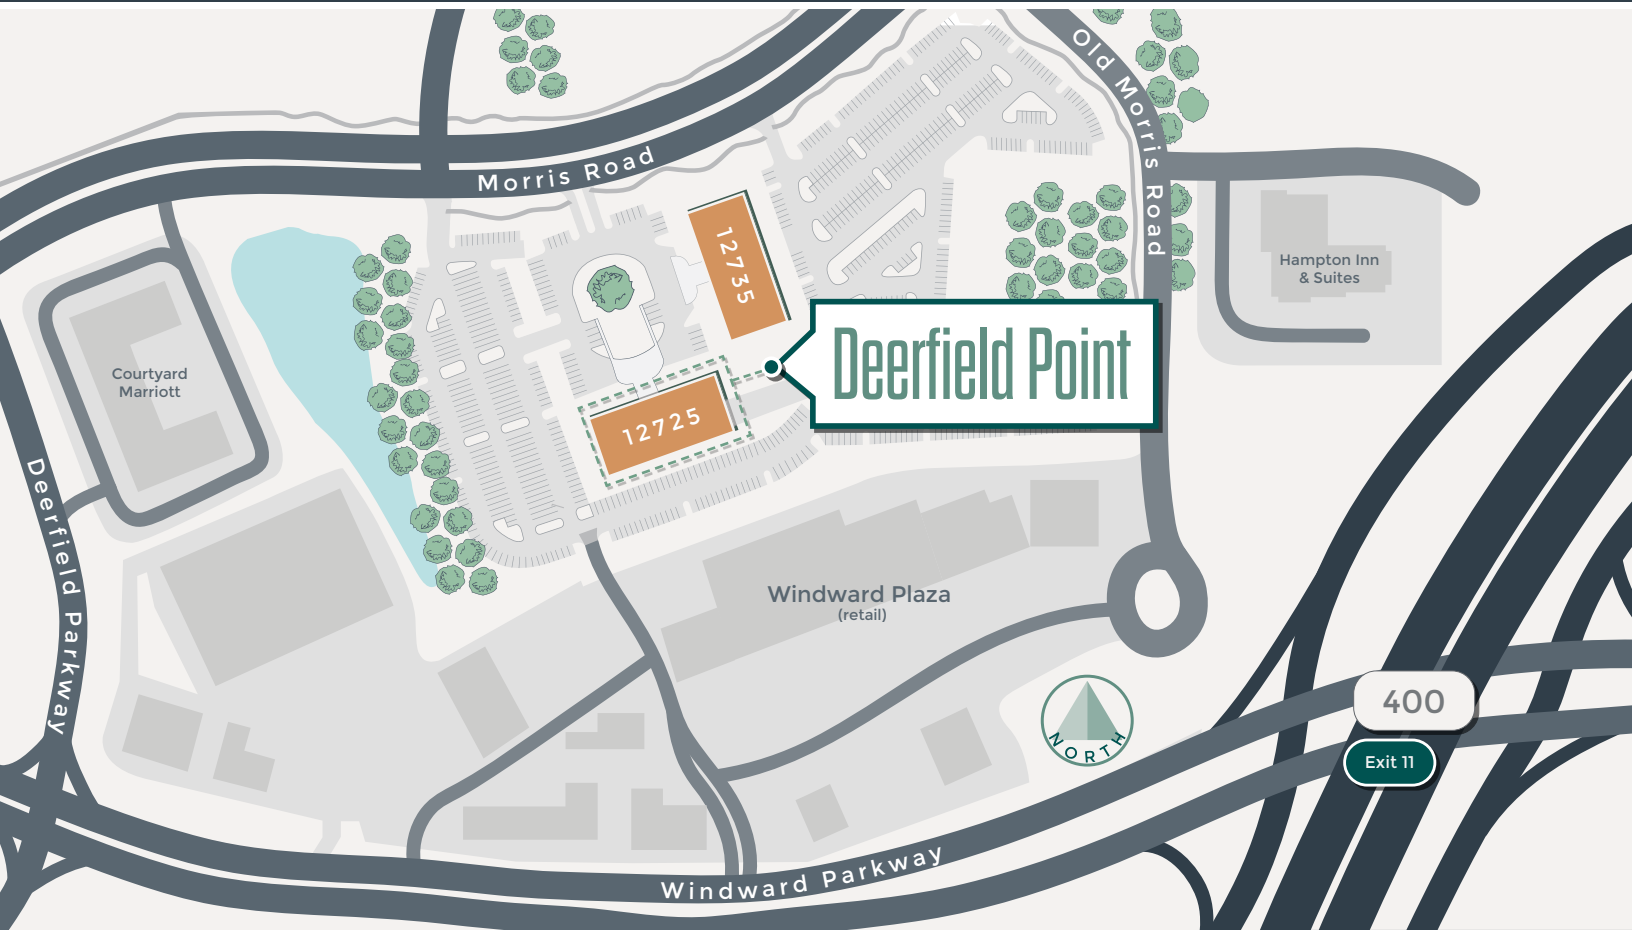 Old Morris Road
Morris Road
12735
Hampton Inn
& Suites
Deerfield Point
Courtyard
Marriott
12725
Deerfield Parkway
Windward Plaza
(retail)
NORTH
400
Exit 11
Windward Parkway